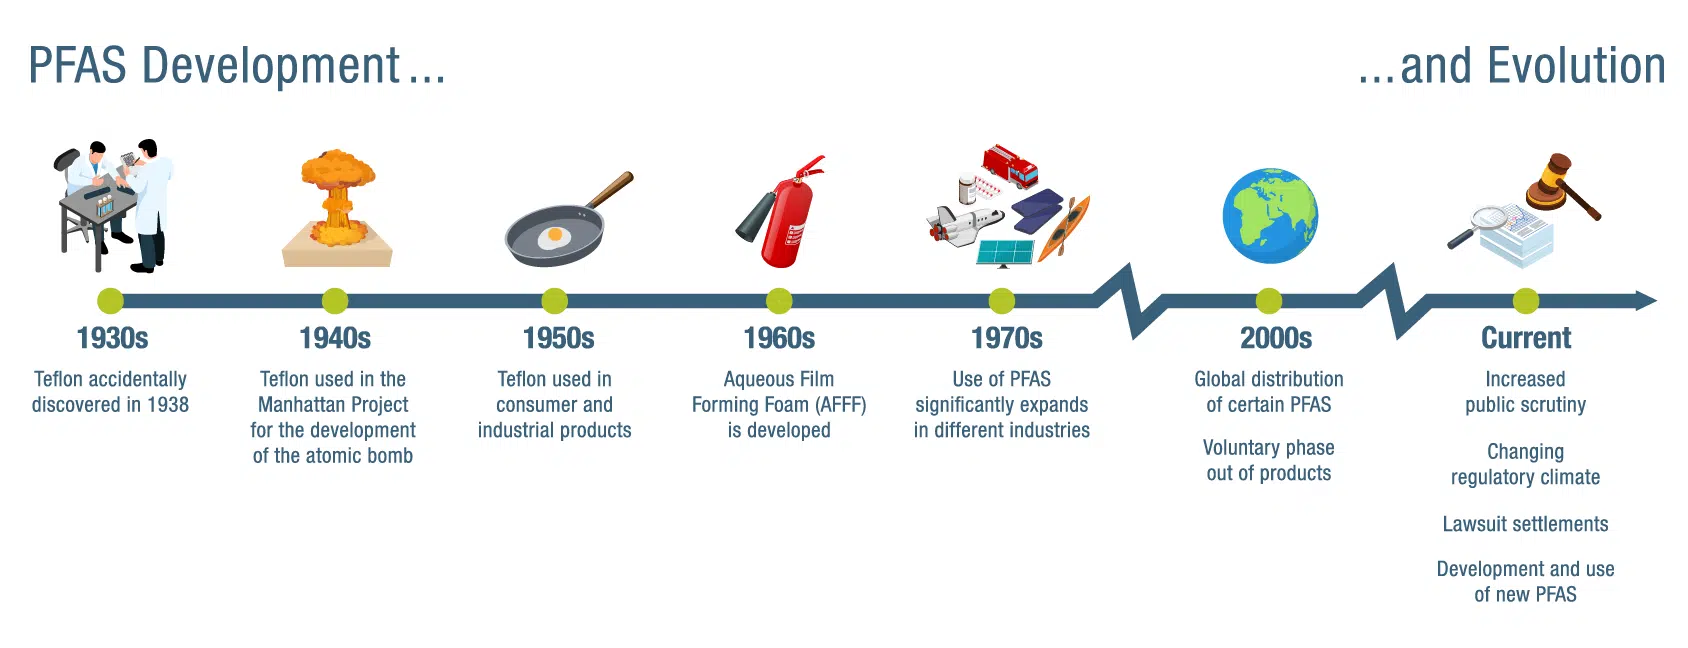 PFAS Development ...
... and Evolution
1930s
Teflon accidentally
discovered in 1938
1940s
Teflon used in the
Manhattan Project
for the development
of the atomic bomb
1950s
Teflon used in
consumer and
industrial products
1960s
Aqueous Film
Forming Foam (AFFF)
is developed
1970s
Use of PFAS
significantly expands
in different industries
2000s
Global distribution
of certain PFAS
Voluntary phase
out of products
Current
Increased
public scrutiny
Changing
regulatory climate
Lawsuit settlements
Development and use
of new PFAS